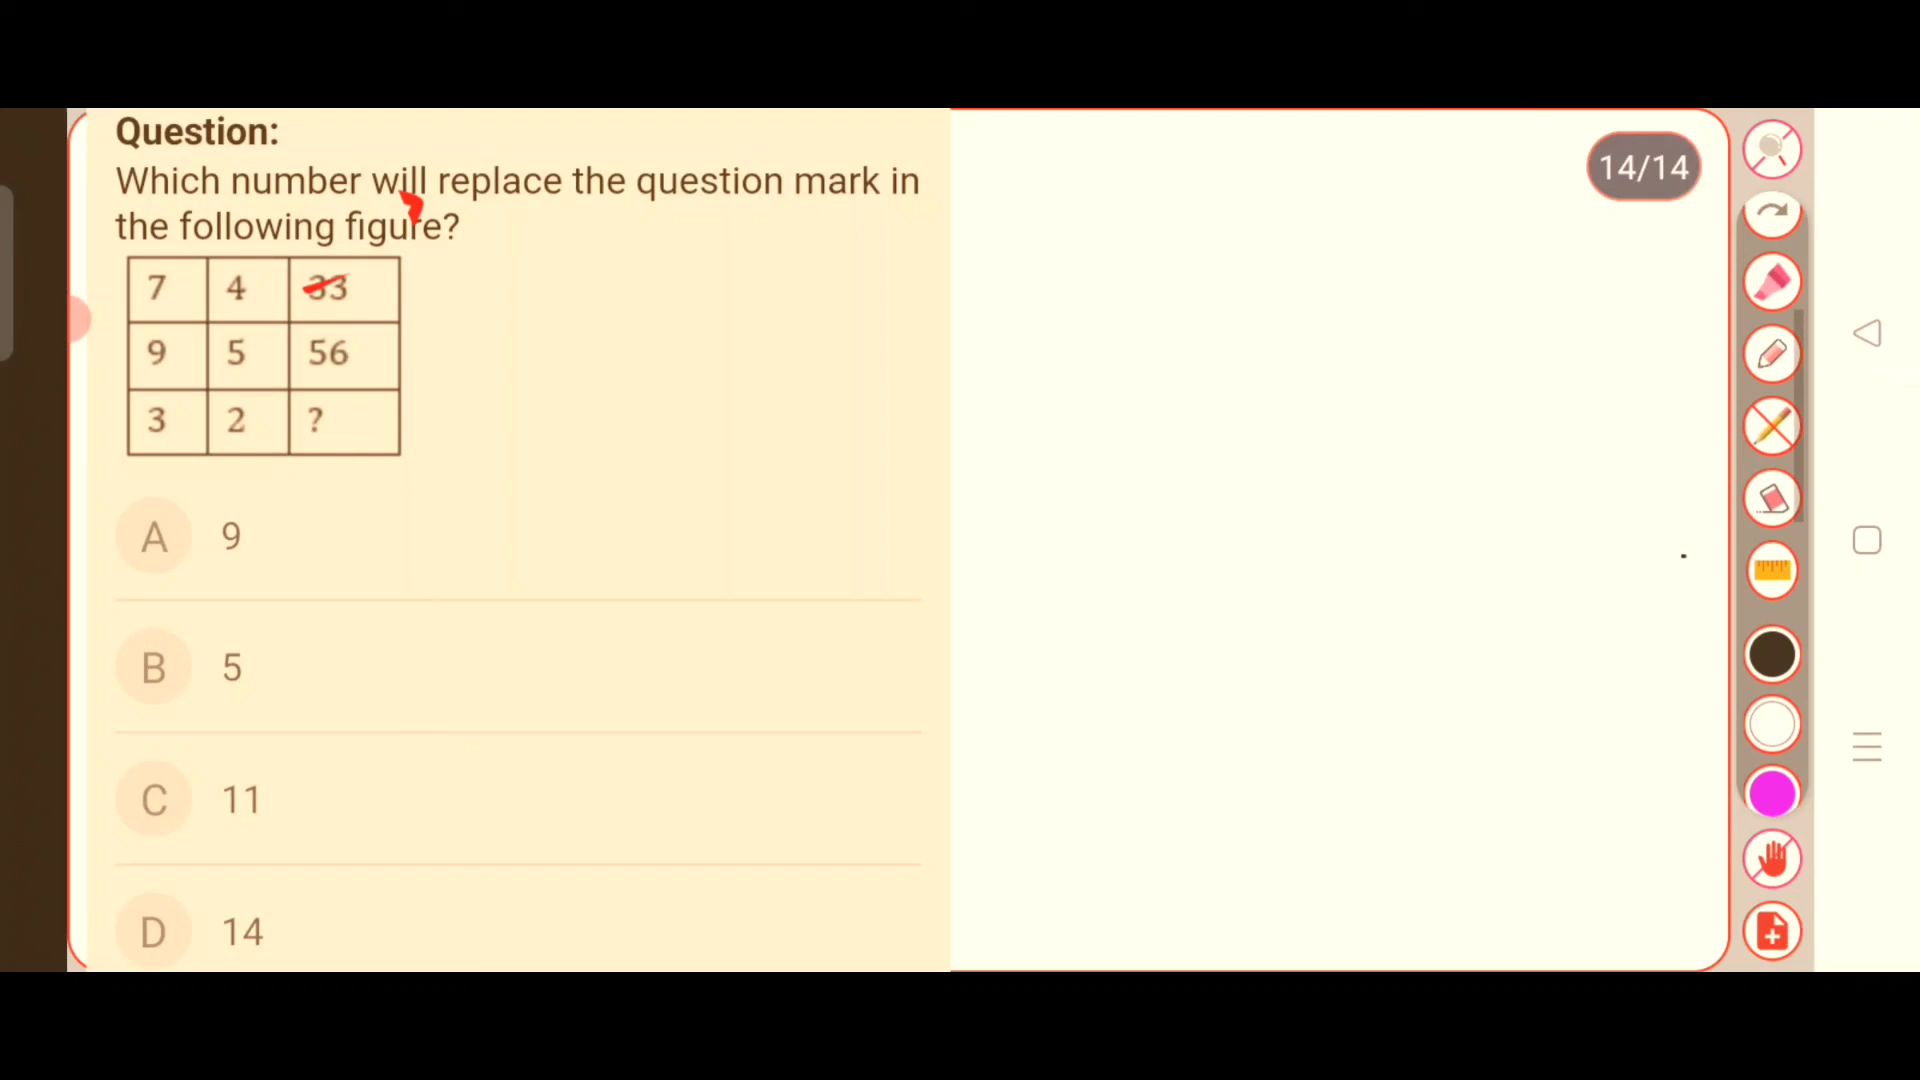 Question:
Which number will replace the question mark in
the following figure?
7 4 33
9 5 56
3 2 ?
A 9
B 5
C 11
D 14
14/14